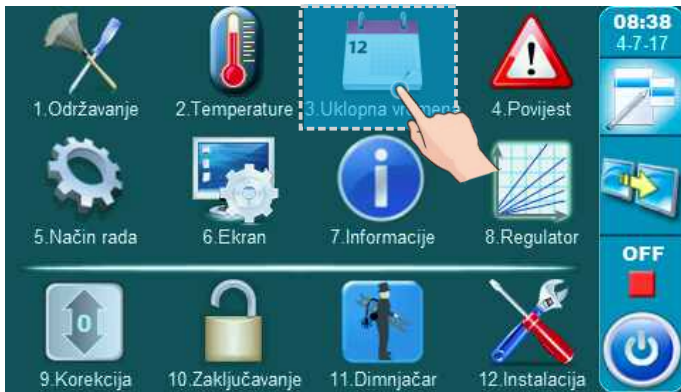 08:38
4-7-17
12
1.Održavanje
2.Temperature
3.Uklopna vremena
4.Povijest
5.Način rada
6.Ekran
7.Informacije
8.Regulator
OFF
0
9.Korekcija
10.Zaključavanje
11.Dimnjačar
12.Instalacija